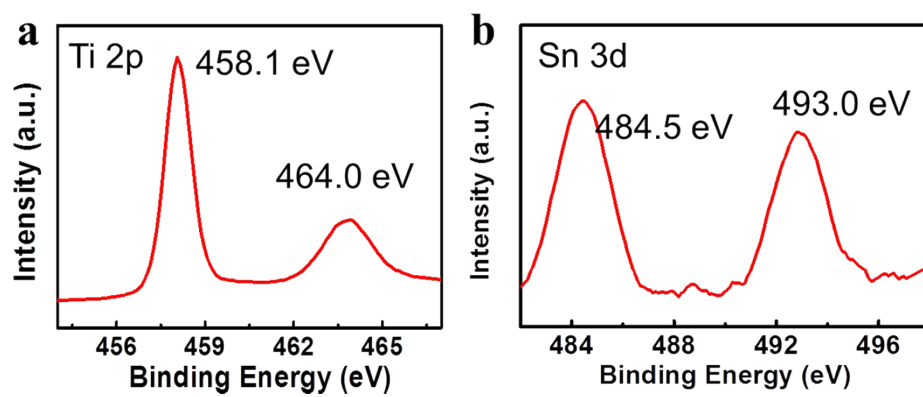 a
Ti 2p
458.1 eV
464.0 eV
Intensity (a.u.)
456 459 462 465
Binding Energy (eV)
b
Sn 3d
484.5 eV
493.0 eV
Intensity (a.u.)
484 488 492 496
Binding Energy (eV)